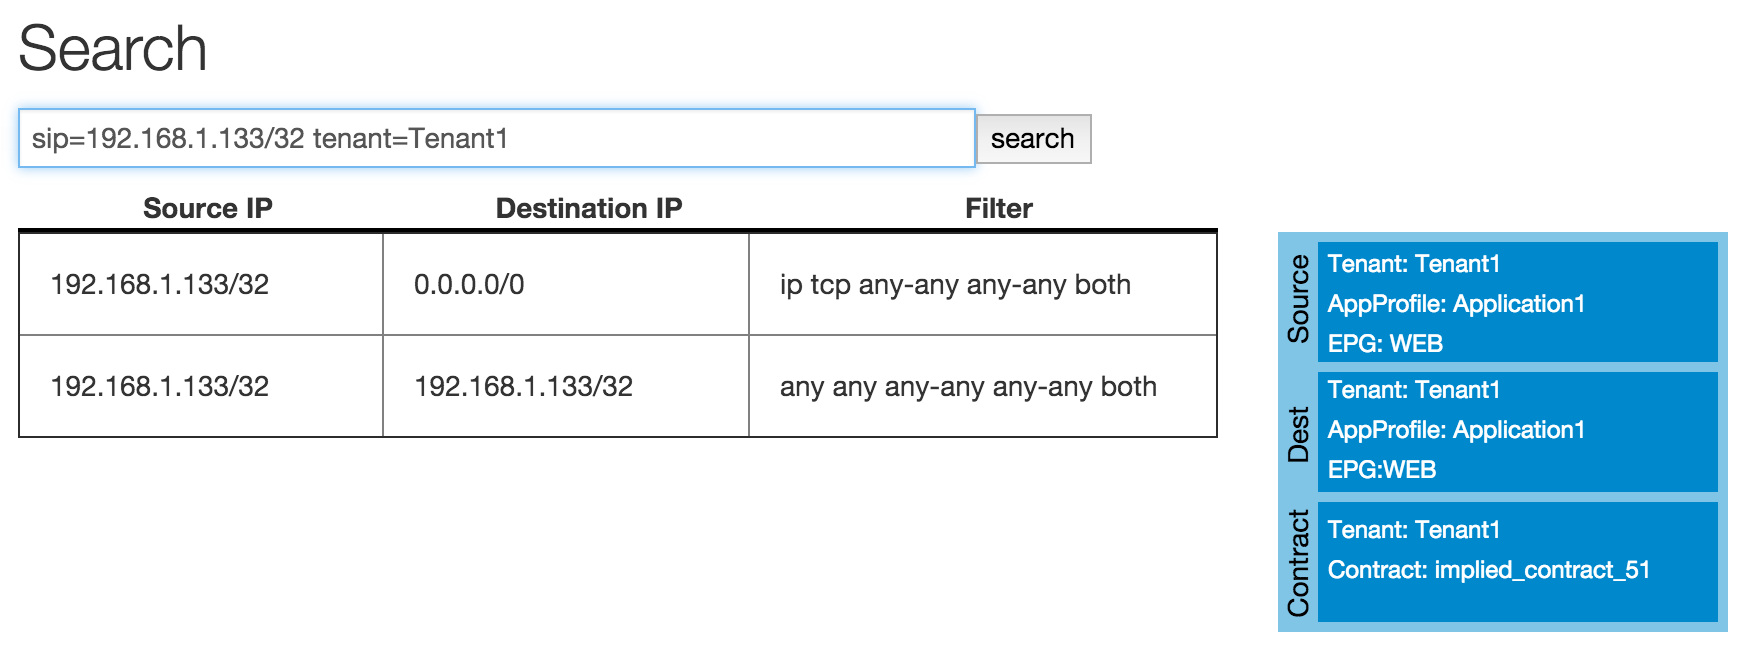 Search
sip=192.168.1.133/32 tenant=Tenant1
search
Source IP Destination IP Filter
192.168.1.133/32 0.0.0.0/0 ip tcp any-any any-any both
192.168.1.133/32 192.168.1.133/32 any any any-any any-any both
Source
Tenant: Tenant1
AppProfile: Application1
EPG: WEB
Dest
Tenant: Tenant1
AppProfile: Application1
EPG:WEB
Contract
Tenant: Tenant1
Contract: implied_contract_51